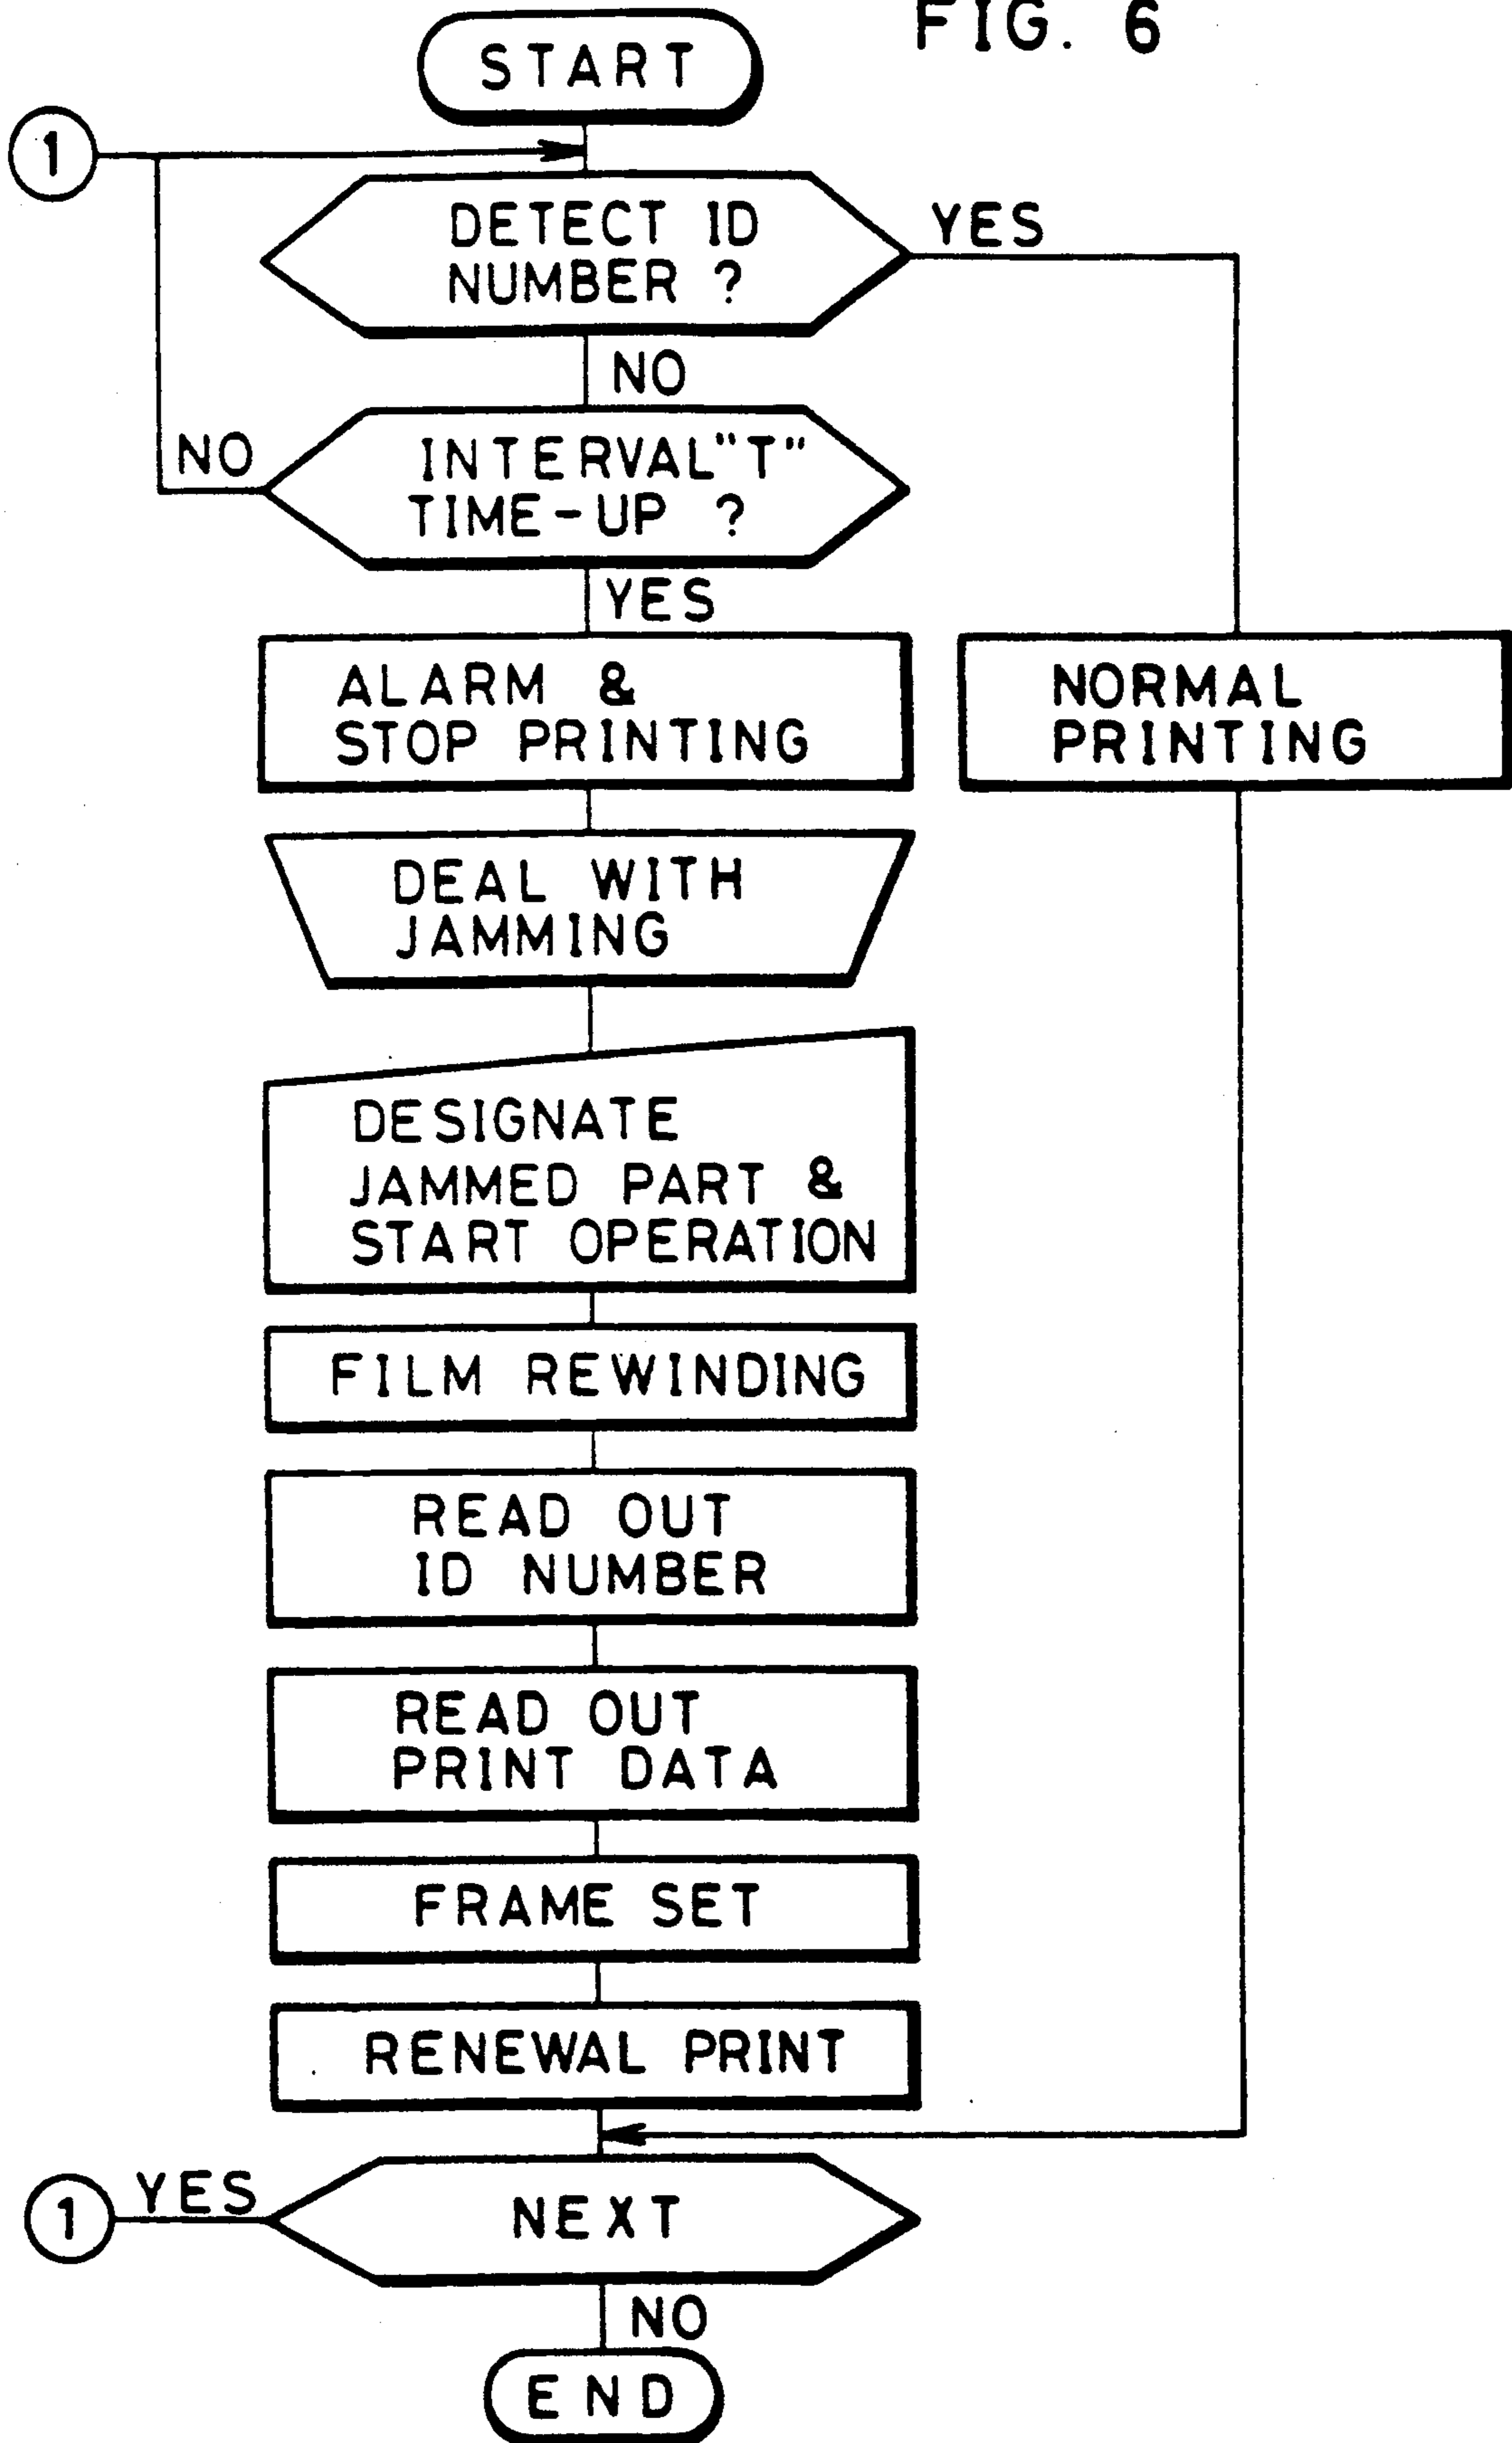 FIG. 6
START
1
DETECT ID
NUMBER ?
YES
NO
INTERVAL"T"
TIME-UP ?
NO
YES
ALARM &
STOP PRINTING
NORMAL
PRINTING
DEAL WITH
JAMMING
DESIGNATE
JAMMED PART &
START OPERATION
FILM REWINDING
READ OUT
ID NUMBER
READ OUT
PRINT DATA
FRAME SET
RENEWAL PRINT
1
YES
NEXT
NO
END